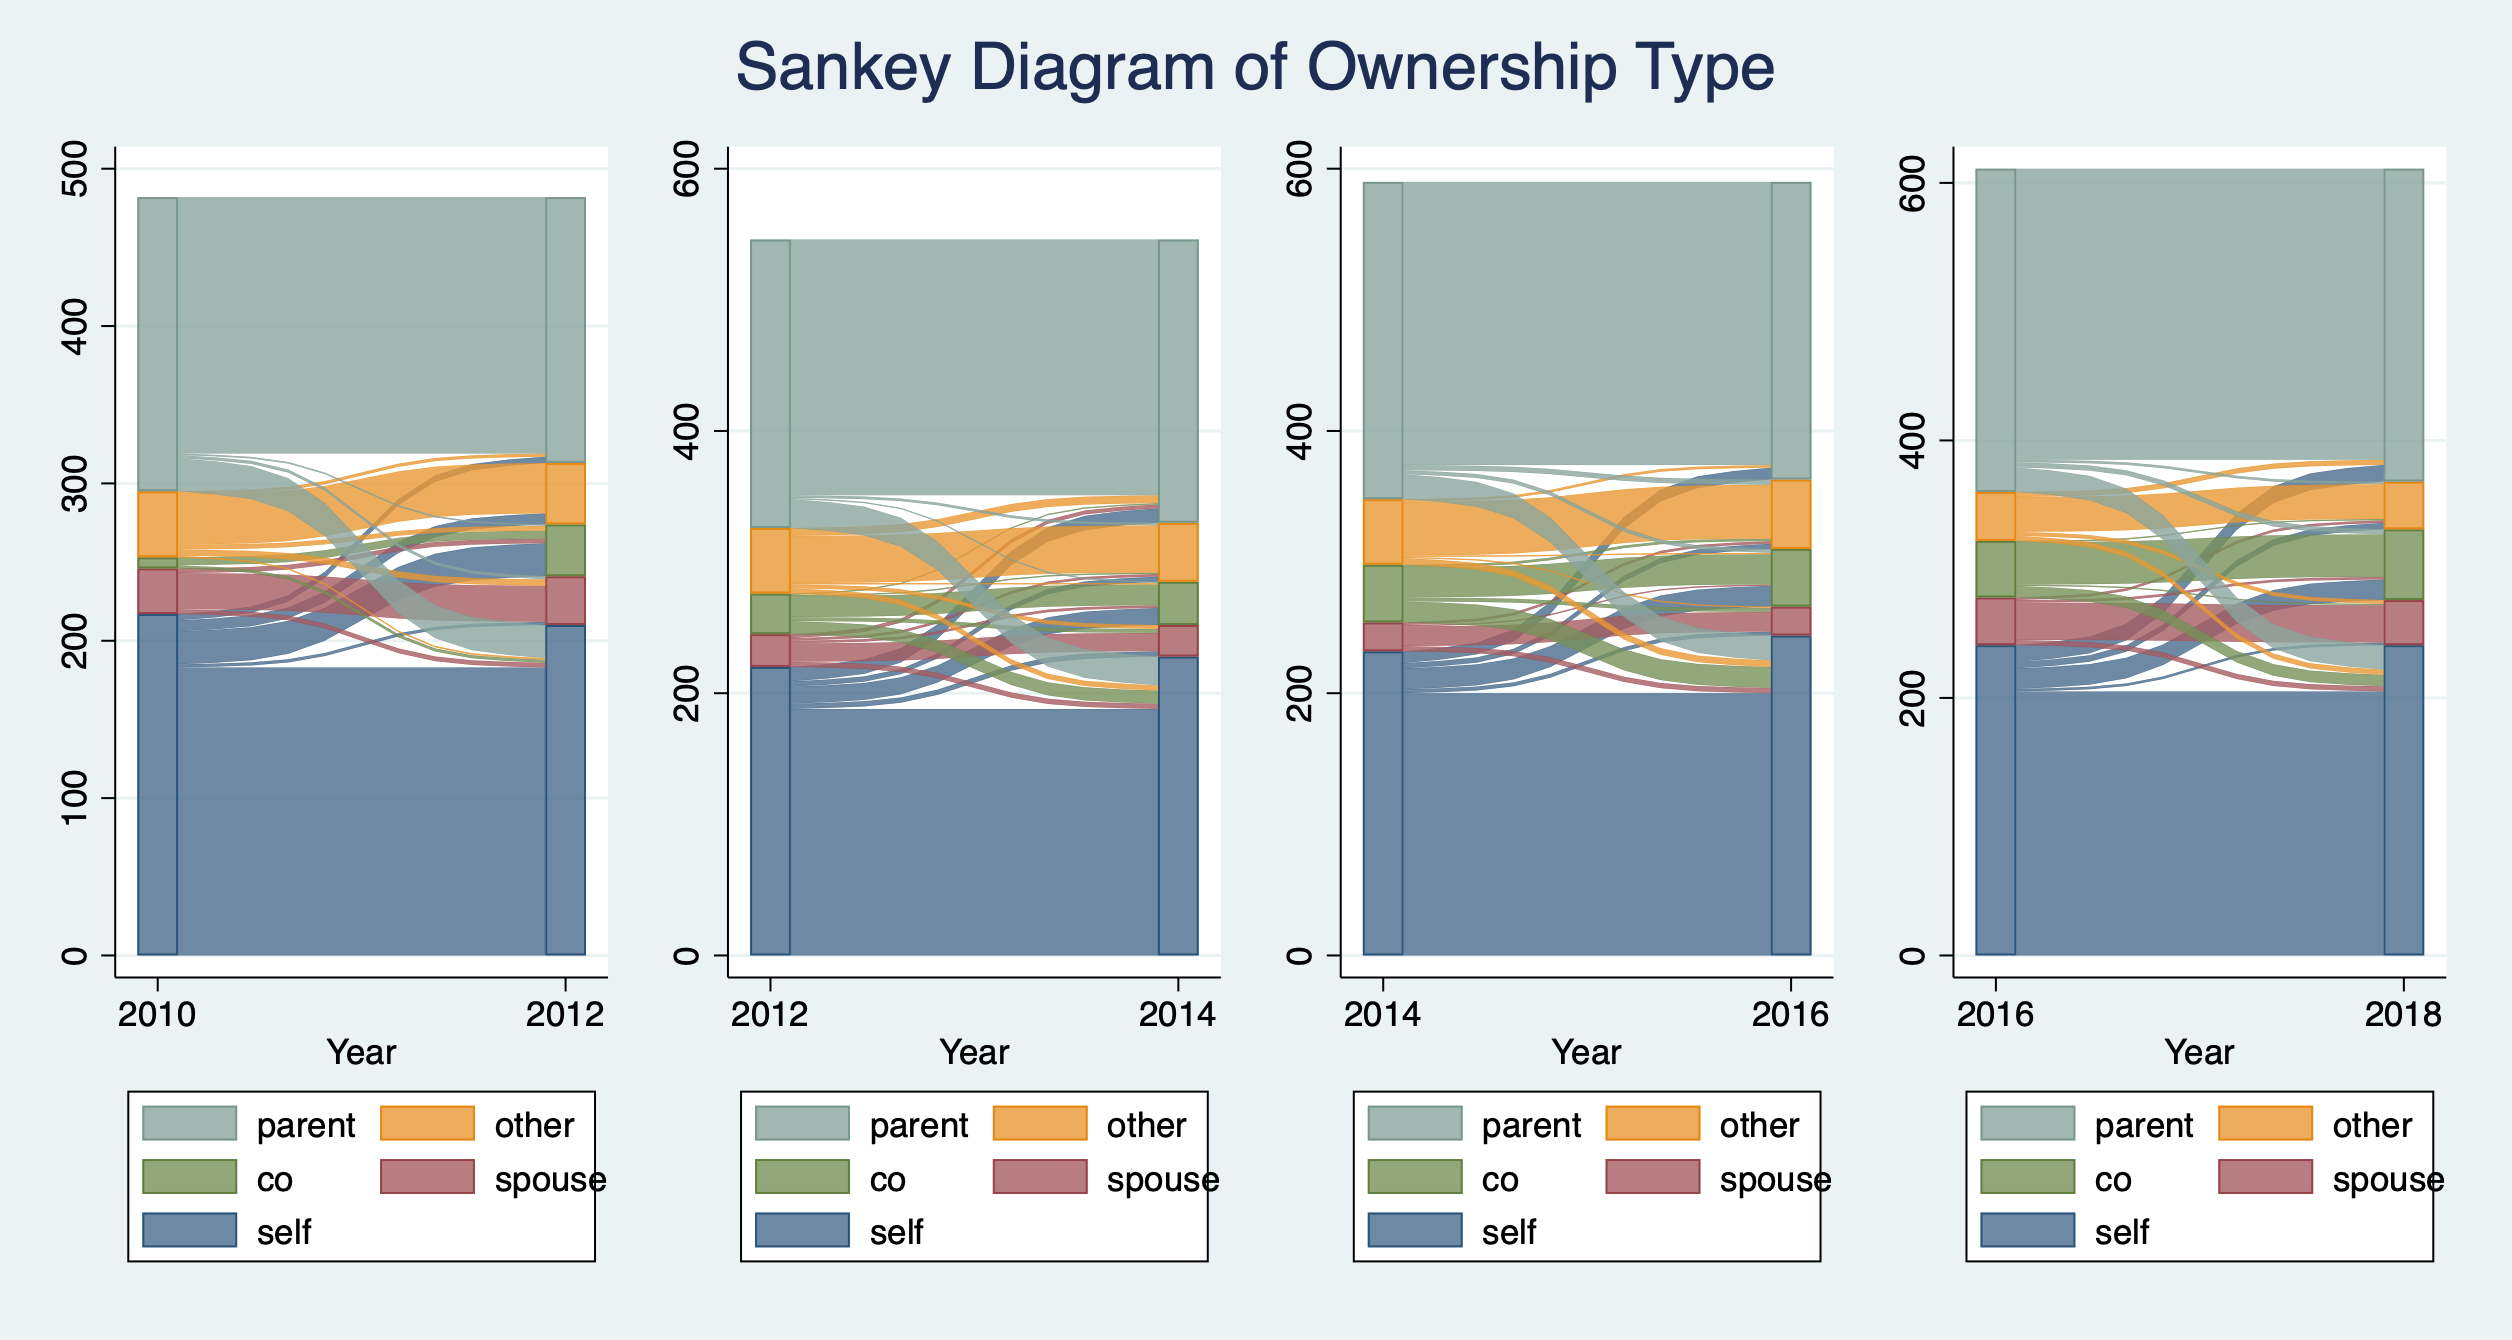 Sankey Diagram of Ownership Type
500
400
300
200
100
0
2010 2012
Year
parent other
co spouse
self
600
400
200
0
2012 2014
Year
parent other
co spouse
self
600
400
200
0
2014 2016
Year
parent other
co spouse
self
600
400
200
0
2016 2018
Year
parent other
co spouse
self